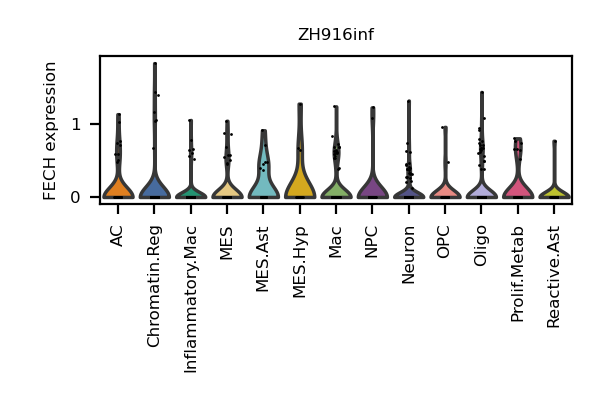 ZH916inf
FECH expression
1
0
AC
Chromatin.Reg
Inflammatory.Mac
MES
MES.Ast
MES.Hyp
Mac
NPC
Neuron
OPC
Oligo
Prolif.Metab
Reactive.Ast